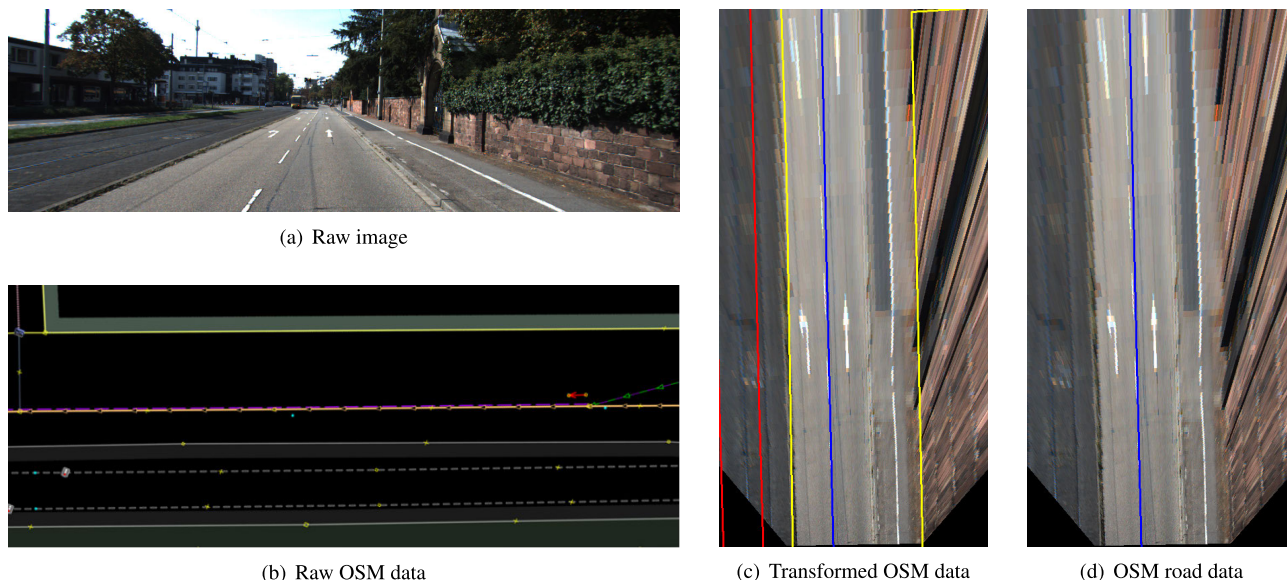 (a) Raw image
(b) Raw OSM data
(c) Transformed OSM data
(d) OSM road data